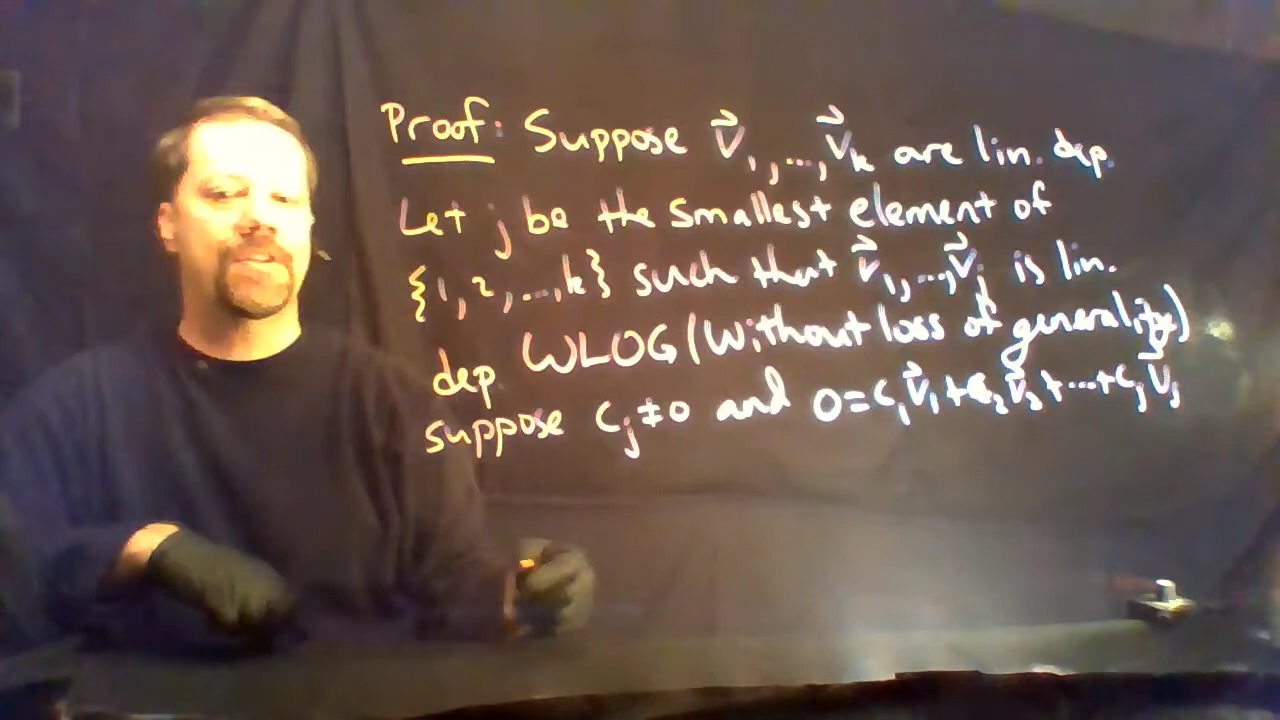 Proof: Suppose v⃗₁,...,v⃗ₖ are lin. dep.
Let j be the smallest element of
{1,2,...,k} such that v⃗₁,...,v⃗ⱼ is lin.
dep. WLOG (Without loss of generality)
suppose cⱼ≠0 and 0=c₁v⃗₁+c₂v⃗₂+...+cⱼv⃗ⱼ